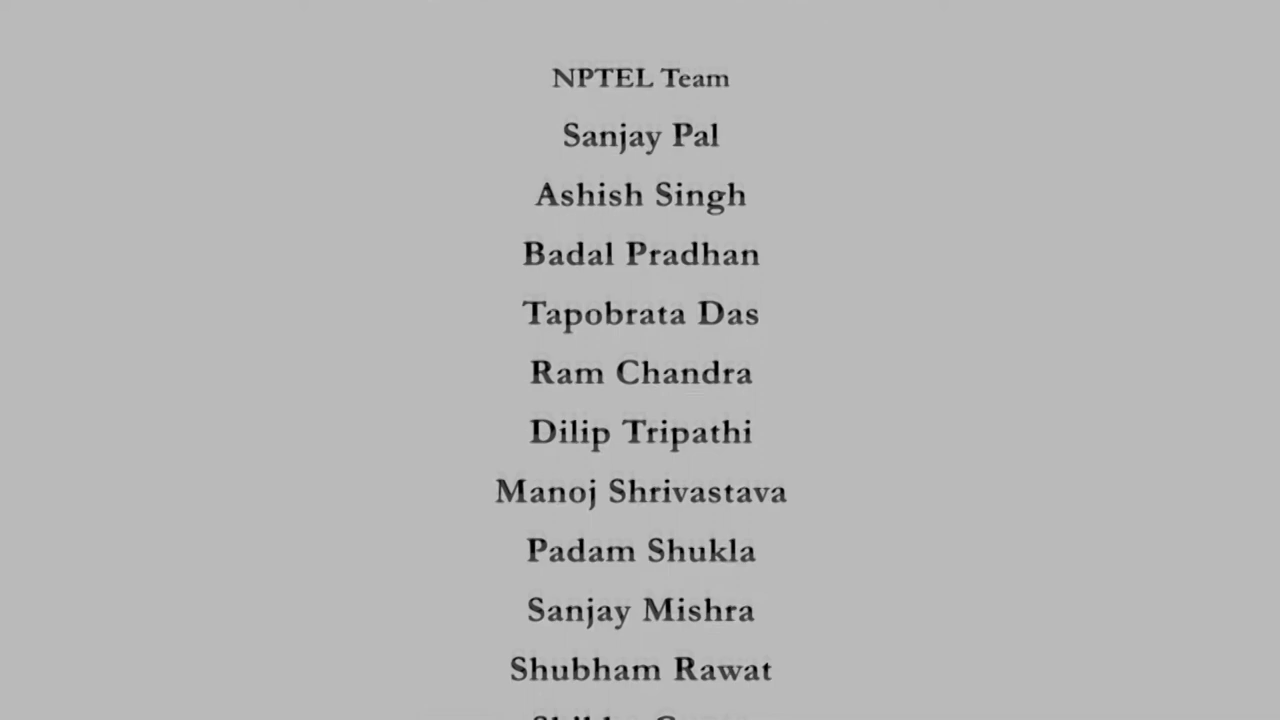 NPTEL Team
Sanjay Pal
Ashish Singh
Badal Pradhan
Tapobrata Das
Ram Chandra
Dilip Tripathi
Manoj Shrivastava
Padam Shukla
Sanjay Mishra
Shubham Rawat